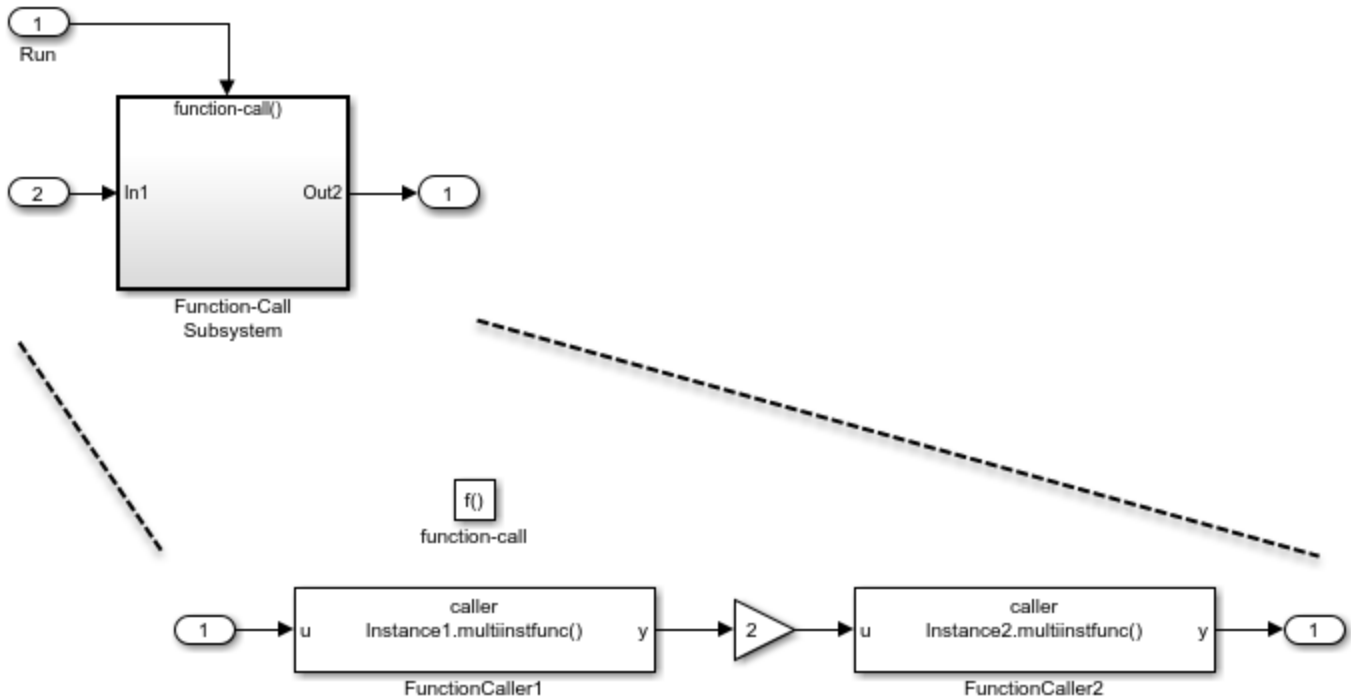 1
Run
function-call()
2
In1
Out2
1
Function-Call
Subsystem
f()
function-call
1
u
caller
Instance1.multiinstfunc()
y
FunctionCaller1
2
u
caller
Instance2.multiinstfunc()
y
FunctionCaller2
1